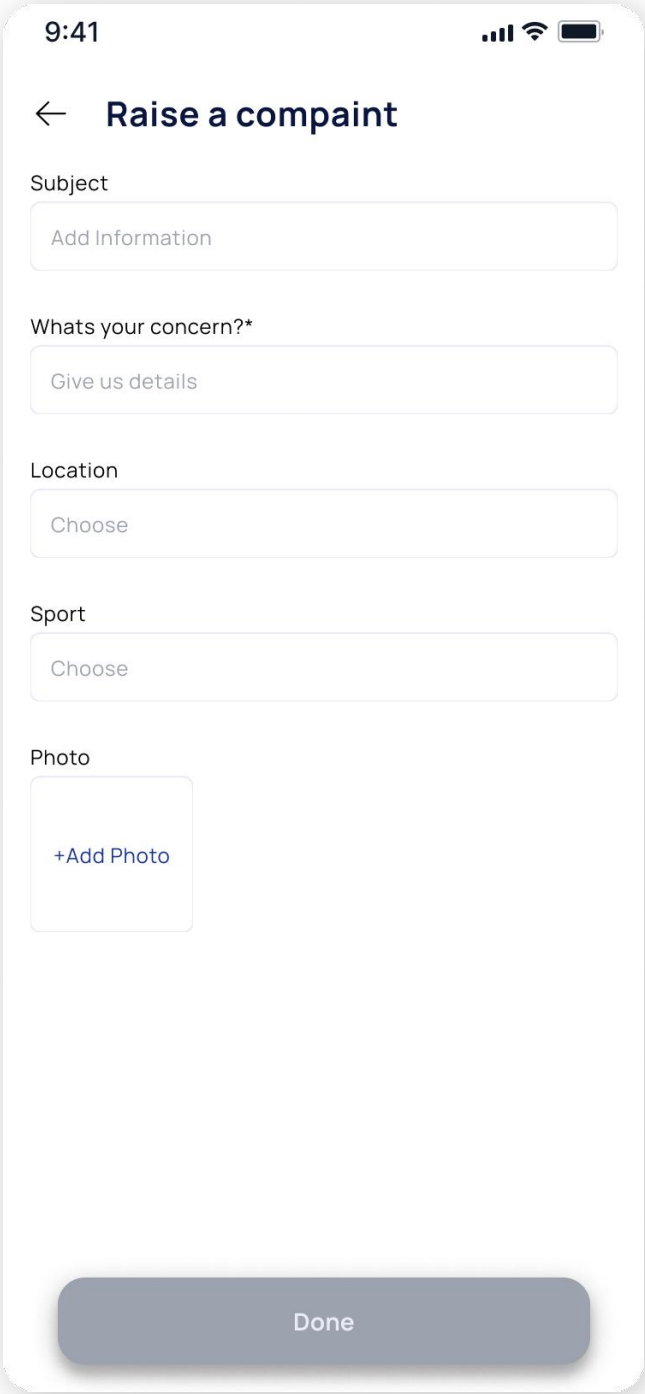 9:41
Raise a compaint
Subject
Add Information
Whats your concern?*
Give us details
Location
Choose
Sport
Choose
Photo
+Add Photo
Done